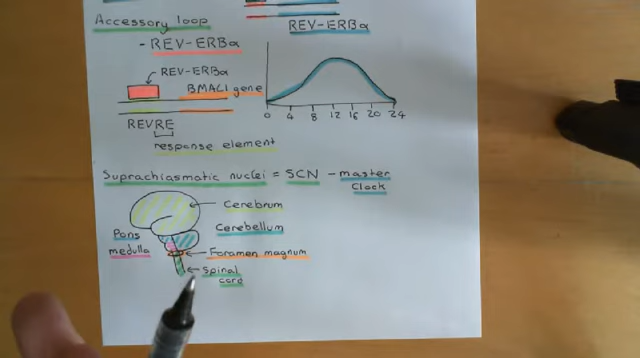 Accessory loop
REV-ERBα
- REV-ERBα
REV-ERBα
BMAL1 gene
REVRE
response element
0 4 8 12 16 20 24
Suprachiasmatic nuclei = SCN - master
Clock
Cerebrum
Pons
Cerebellum
medulla
Foramen magnum
Spinal
cord